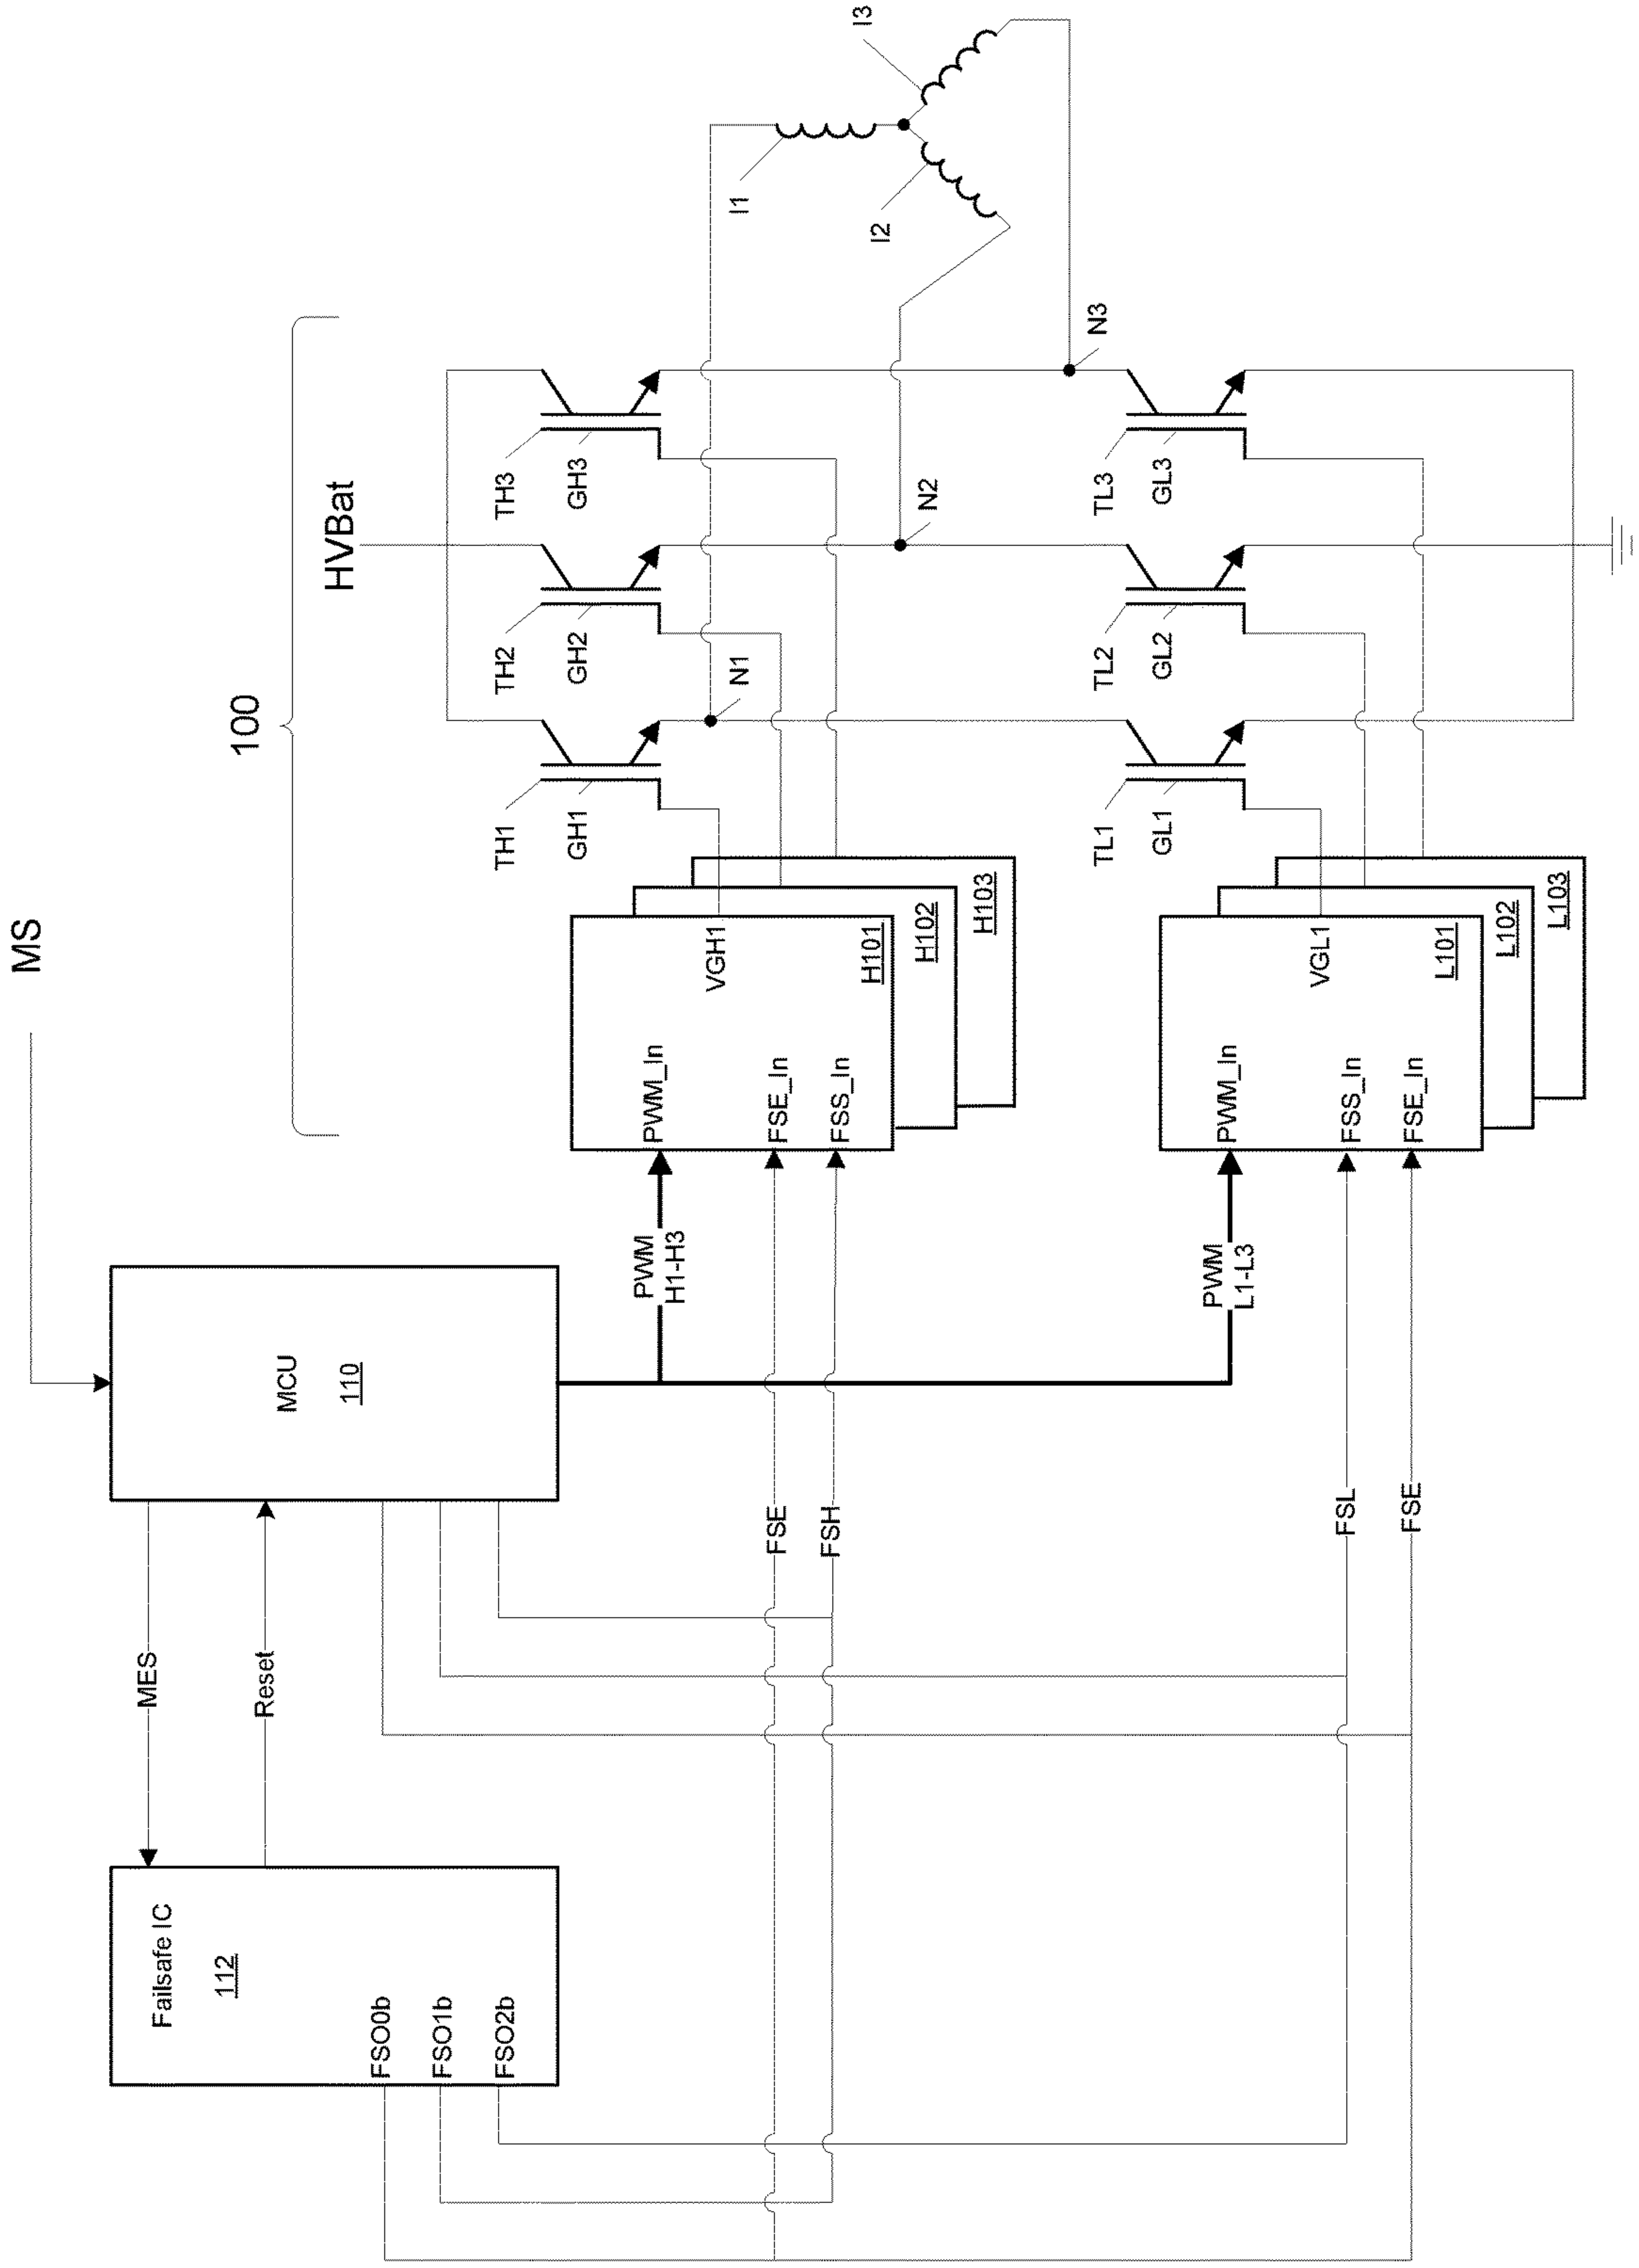 MS
100
HVBat
Failsafe IC
112
FSO0b
FSO1b
FSO2b
MES
Reset
MCU
110
PWM
H1-H3
PWM
L1-L3
FSE
FSH
FSL
FSE
PWM_In
FSE_In
FSS_In
VGH1
H101
H102
H103
PWM_In
FSS_In
FSE_In
VGL1
L101
L102
L103
TH1
GH1
TH2
GH2
TH3
GH3
N1
N2
N3
TL1
GL1
TL2
GL2
TL3
GL3
I1
I2
I3